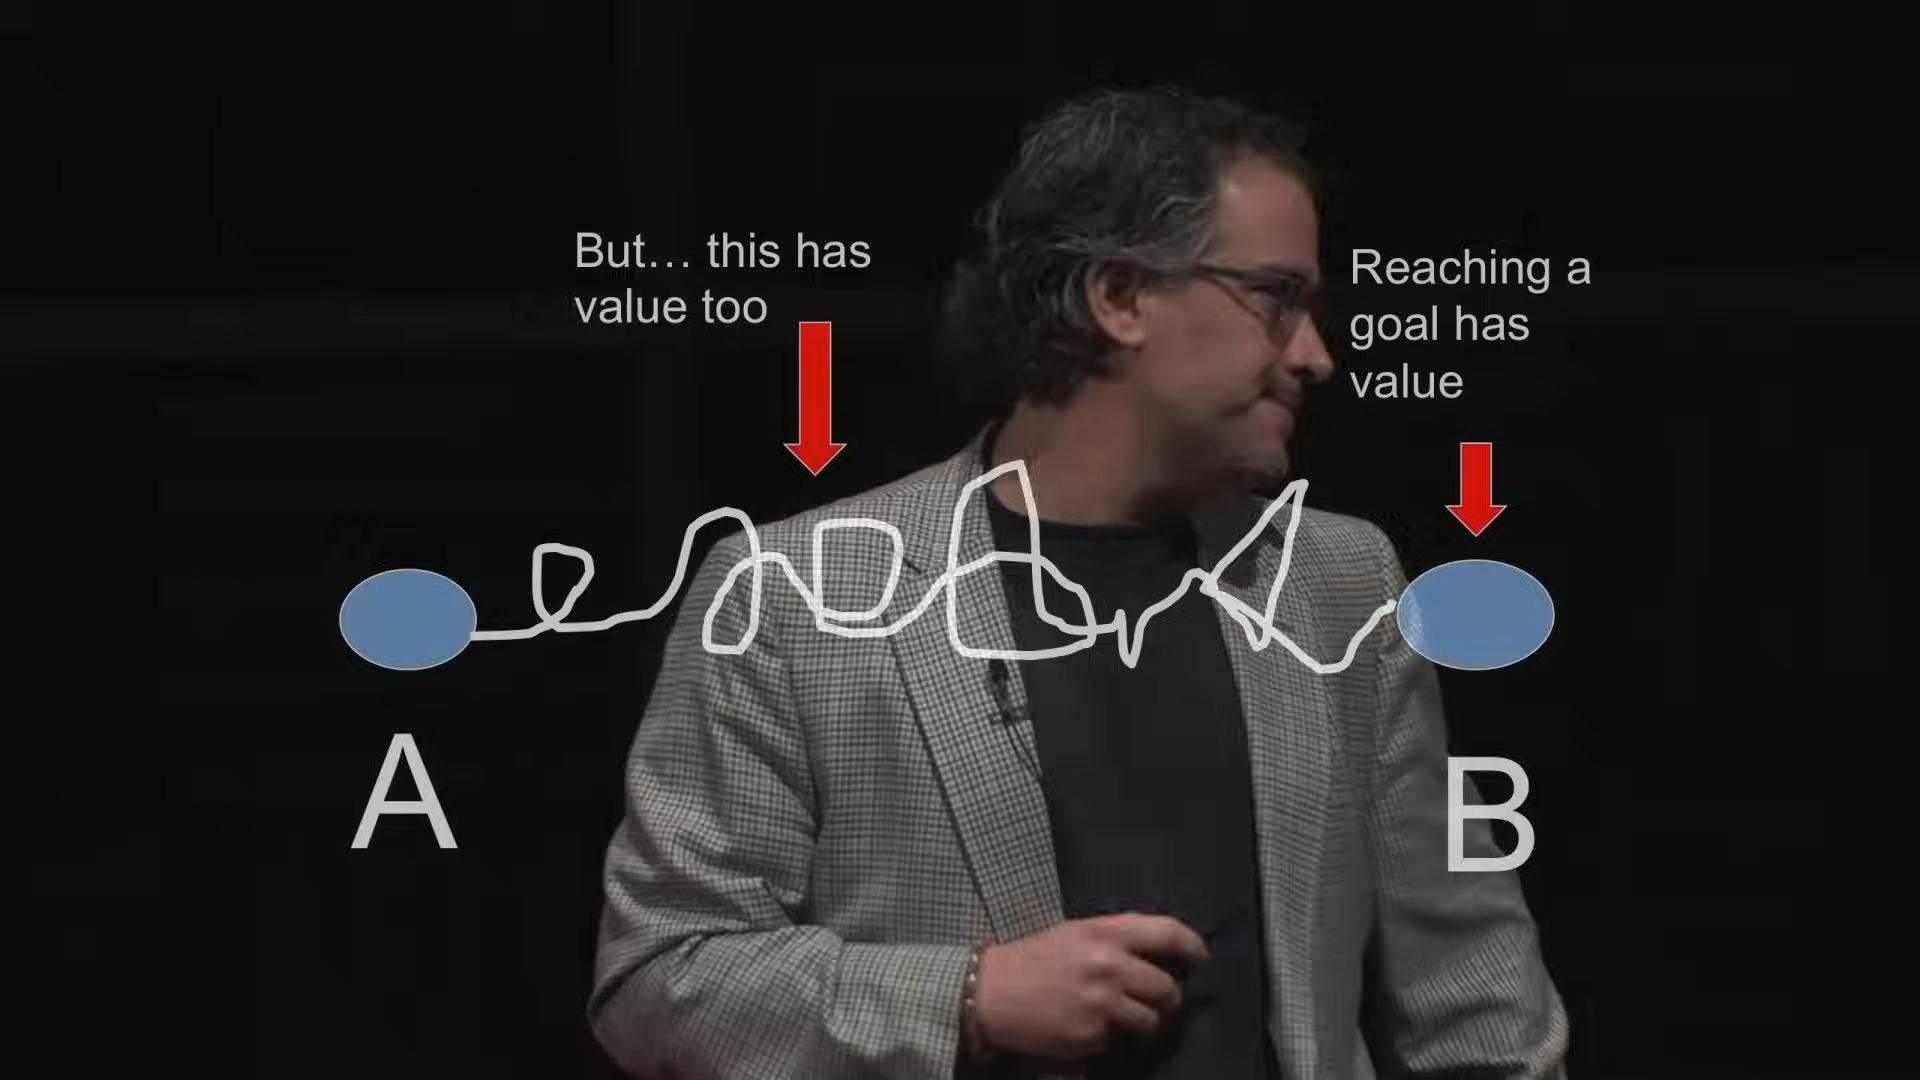 But… this has
value too
Reaching a
goal has
value
A
B